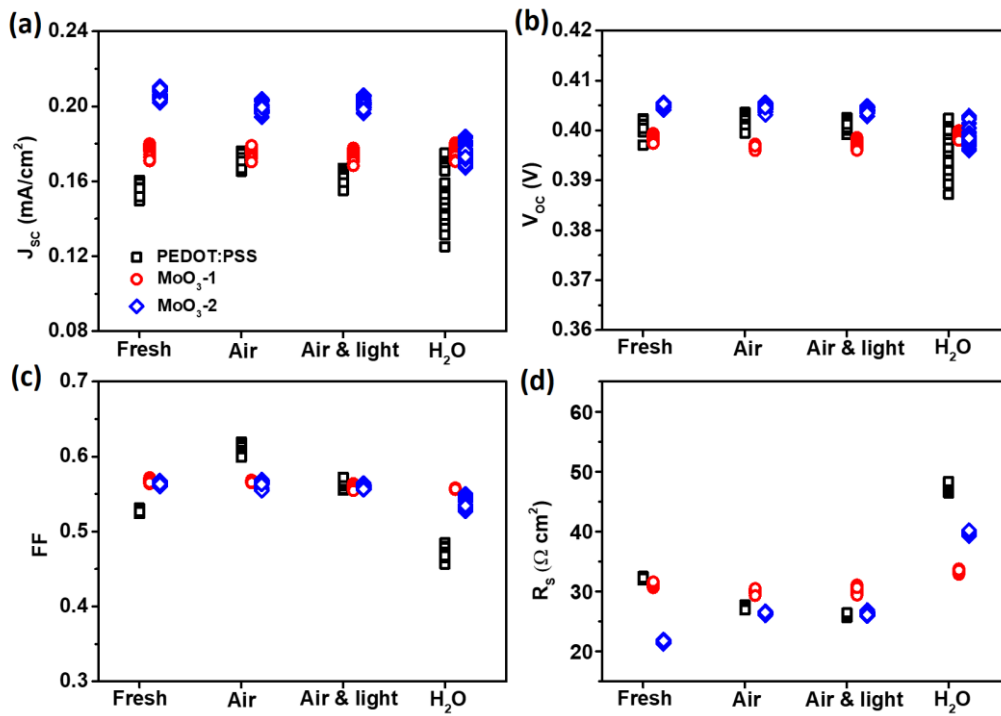 (a)
0.24
0.20
0.16
0.12
0.08
J_sc (mA/cm²)
PEDOT:PSS
MoO₃-1
MoO₃-2
Fresh Air Air & light H₂O
(b)
0.42
0.41
0.40
0.39
0.38
0.37
0.36
V_OC (V)
Fresh Air Air & light H₂O
(c)
0.7
0.6
0.5
0.4
0.3
FF
Fresh Air Air & light H₂O
(d)
60
50
40
30
20
R_s (Ω cm²)
Fresh Air Air & light H₂O